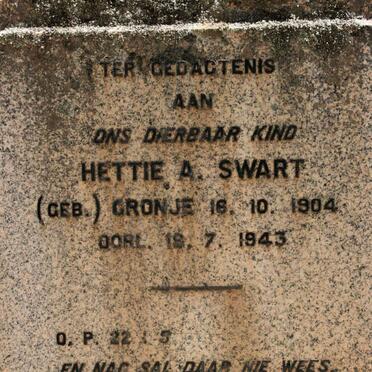 TER GEDACTENIS
AAN
ONS DIERBAAR KIND
HETTIE A. SWART
(GEB.) CRONJE 16. 10. 1904
OORL. 19. 7. 1943
O. P. 22 : 5
EN NAG SAL DAAR NIE WEES